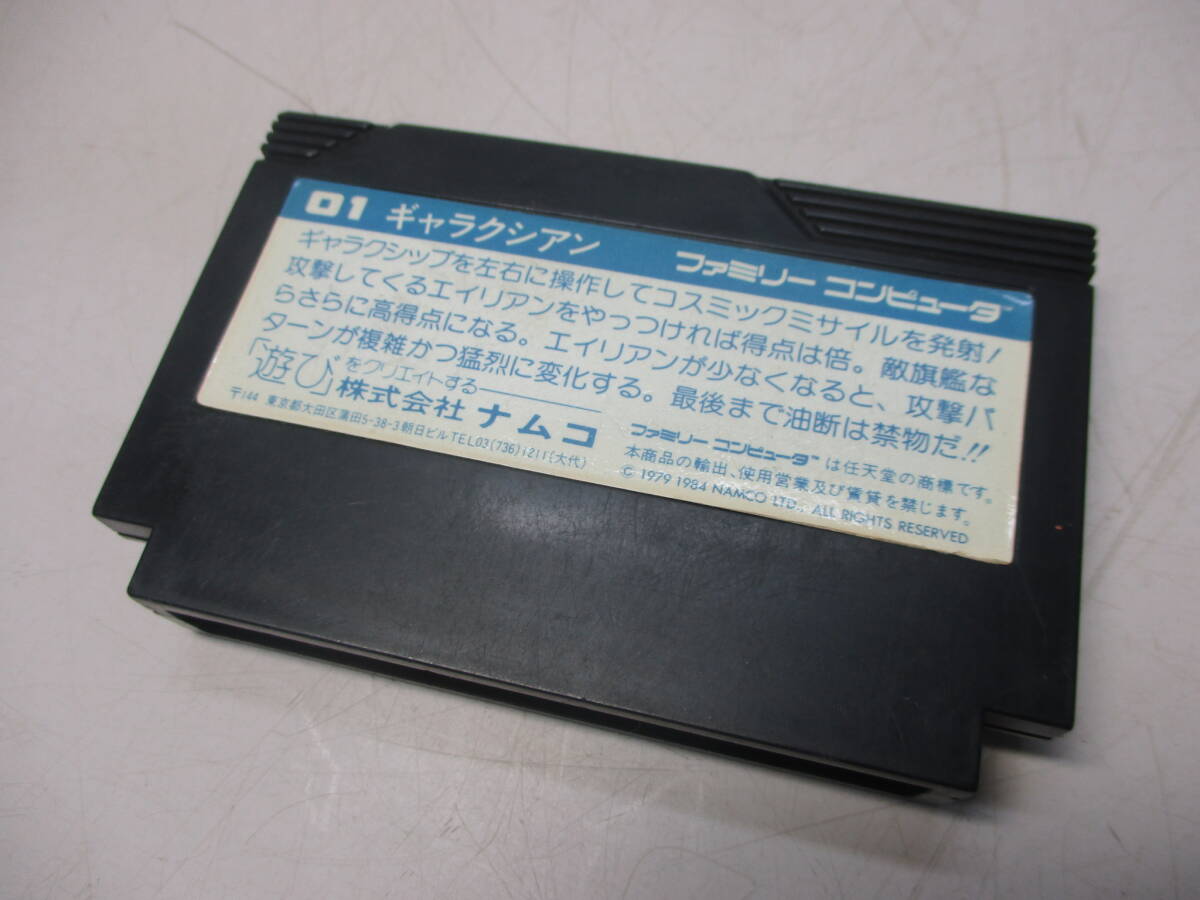 01 ギャラクシアン ファミリー コンピュータ™
ギャラクシップを左右に操作してコスミックミサイルを発射!
攻撃してくるエイリアンをやっつければ得点は倍。敵旗艦な
らさらに高得点になる。エイリアンが少なくなると、攻撃パ
ターンが複雑かつ猛烈に変化する。最後まで油断は禁物だ!!
「遊び」をクリエイトする
株式会社 ナムコ
〒144 東京都大田区蒲田5-38-3朝日ビルTEL03(736)1211(大代)
ファミリー コンピュータ™は任天堂の商標です。
本商品の輸出、使用営業及び賃貸を禁じます。
© 1979 1984 NAMCO LTD., ALL RIGHTS RESERVED